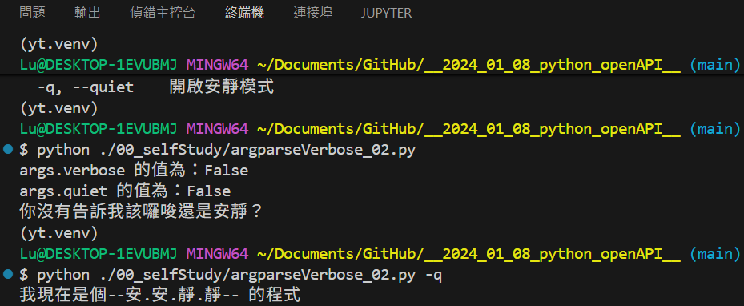 問題 輸出 偵錯主控台 終端機 連接埠 JUPYTER
(yt.venv)
Lu@DESKTOP-1EVUBMJ MINGW64 ~/Documents/GitHub/__2024_01_08_python_openAPI__ (main)
-q, --quiet 開啟安靜模式
(yt.venv)
Lu@DESKTOP-1EVUBMJ MINGW64 ~/Documents/GitHub/__2024_01_08_python_openAPI__ (main)
$ python ./00_selfStudy/argparseVerbose_02.py
args.verbose 的值為：False
args.quiet 的值為：False
你沒有告訴我該囉唆還是安靜？
(yt.venv)
Lu@DESKTOP-1EVUBMJ MINGW64 ~/Documents/GitHub/__2024_01_08_python_openAPI__ (main)
$ python ./00_selfStudy/argparseVerbose_02.py -q
我現在是個--安.安.靜.靜-- 的程式